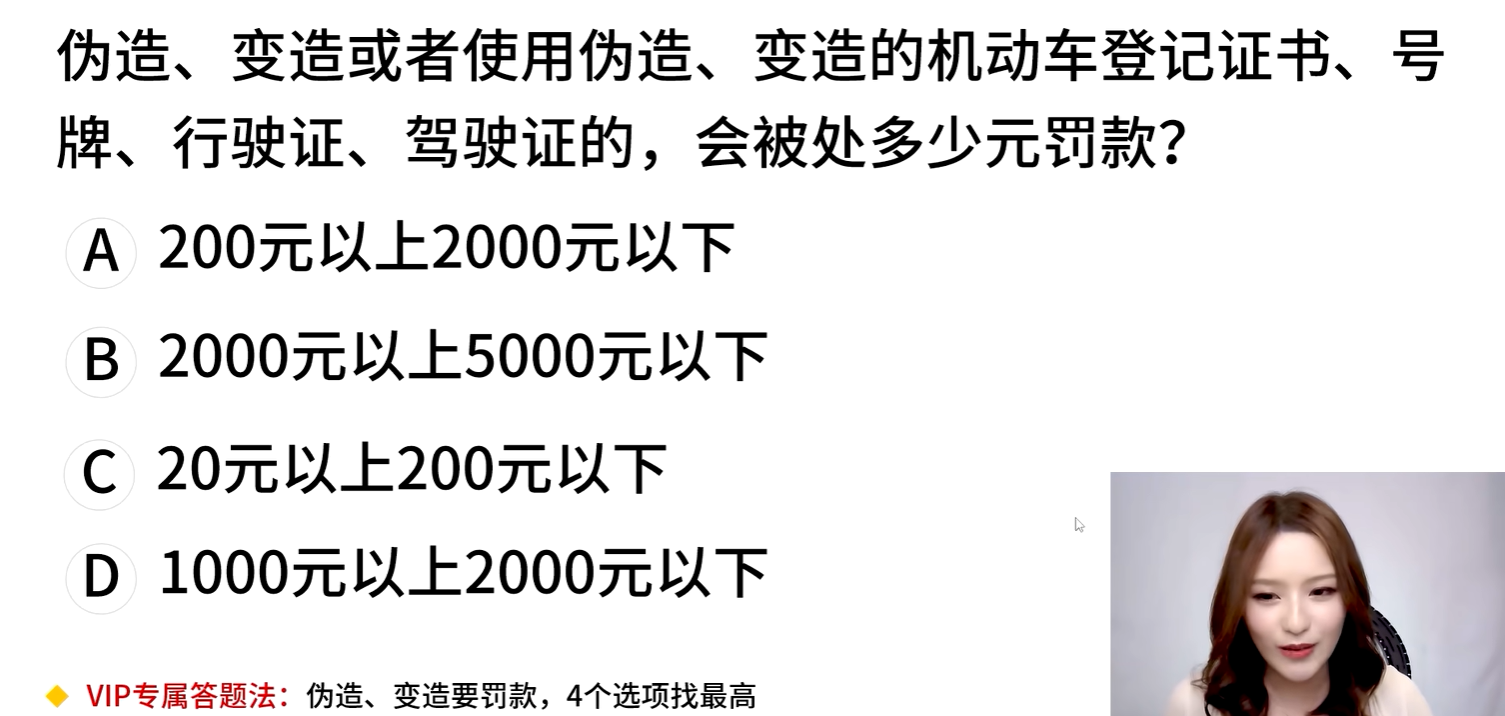 伪造、变造或者使用伪造、变造的机动车登记证书、号
牌、行驶证、驾驶证的，会被处多少元罚款？
A 200元以上2000元以下
B 2000元以上5000元以下
C 20元以上200元以下
D 1000元以上2000元以下
VIP专属答题法：伪造、变造要罚款，4个选项找最高